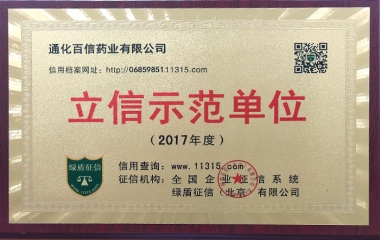 通化百信药业有限公司
信用档案网址：http://06859851.11315.com
立信示范单位
（2017年度）
信用查询：www.11315.com
征信机构：全国企业征信系统
绿盾征信（北京）有限公司
绿盾征信